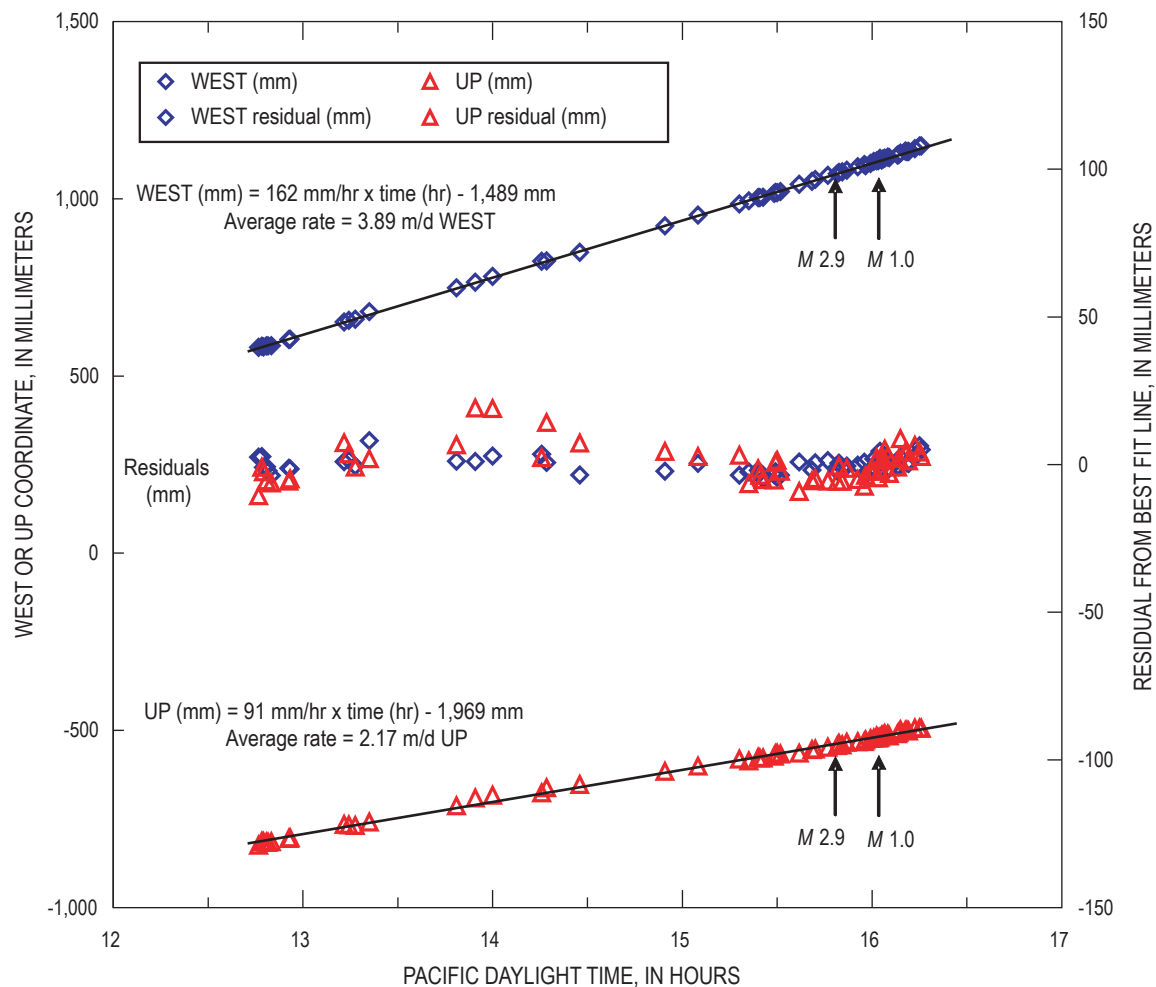 1,500
1,000
500
0
-500
-1,000
WEST OR UP COORDINATE, IN MILLIMETERS
WEST (mm)
UP (mm)
WEST residual (mm)
UP residual (mm)
WEST (mm) = 162 mm/hr x time (hr) - 1,489 mm
Average rate = 3.89 m/d WEST
M 2.9
M 1.0
Residuals
(mm)
UP (mm) = 91 mm/hr x time (hr) - 1,969 mm
Average rate = 2.17 m/d UP
M 2.9
M 1.0
150
100
50
0
-50
-100
-150
RESIDUAL FROM BEST FIT LINE, IN MILLIMETERS
12
13
14
15
16
17
PACIFIC DAYLIGHT TIME, IN HOURS